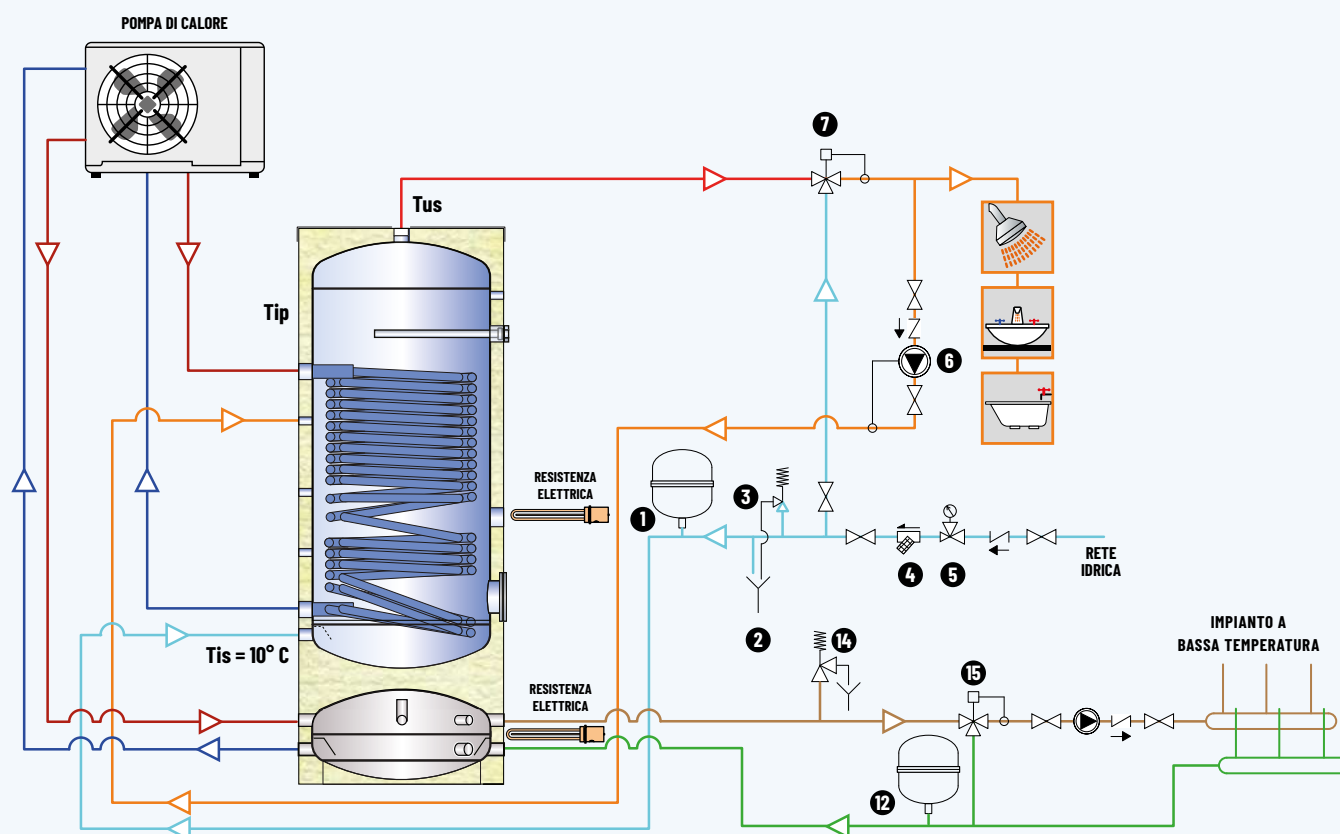 POMPA DI CALORE
7
Tus
Tip
6
RESISTENZA
ELETTRICA
3
1
4
5
RETE
IDRICA
2
IMPIANTO A
BASSA TEMPERATURA
14
Tis = 10° C
15
RESISTENZA
ELETTRICA
12